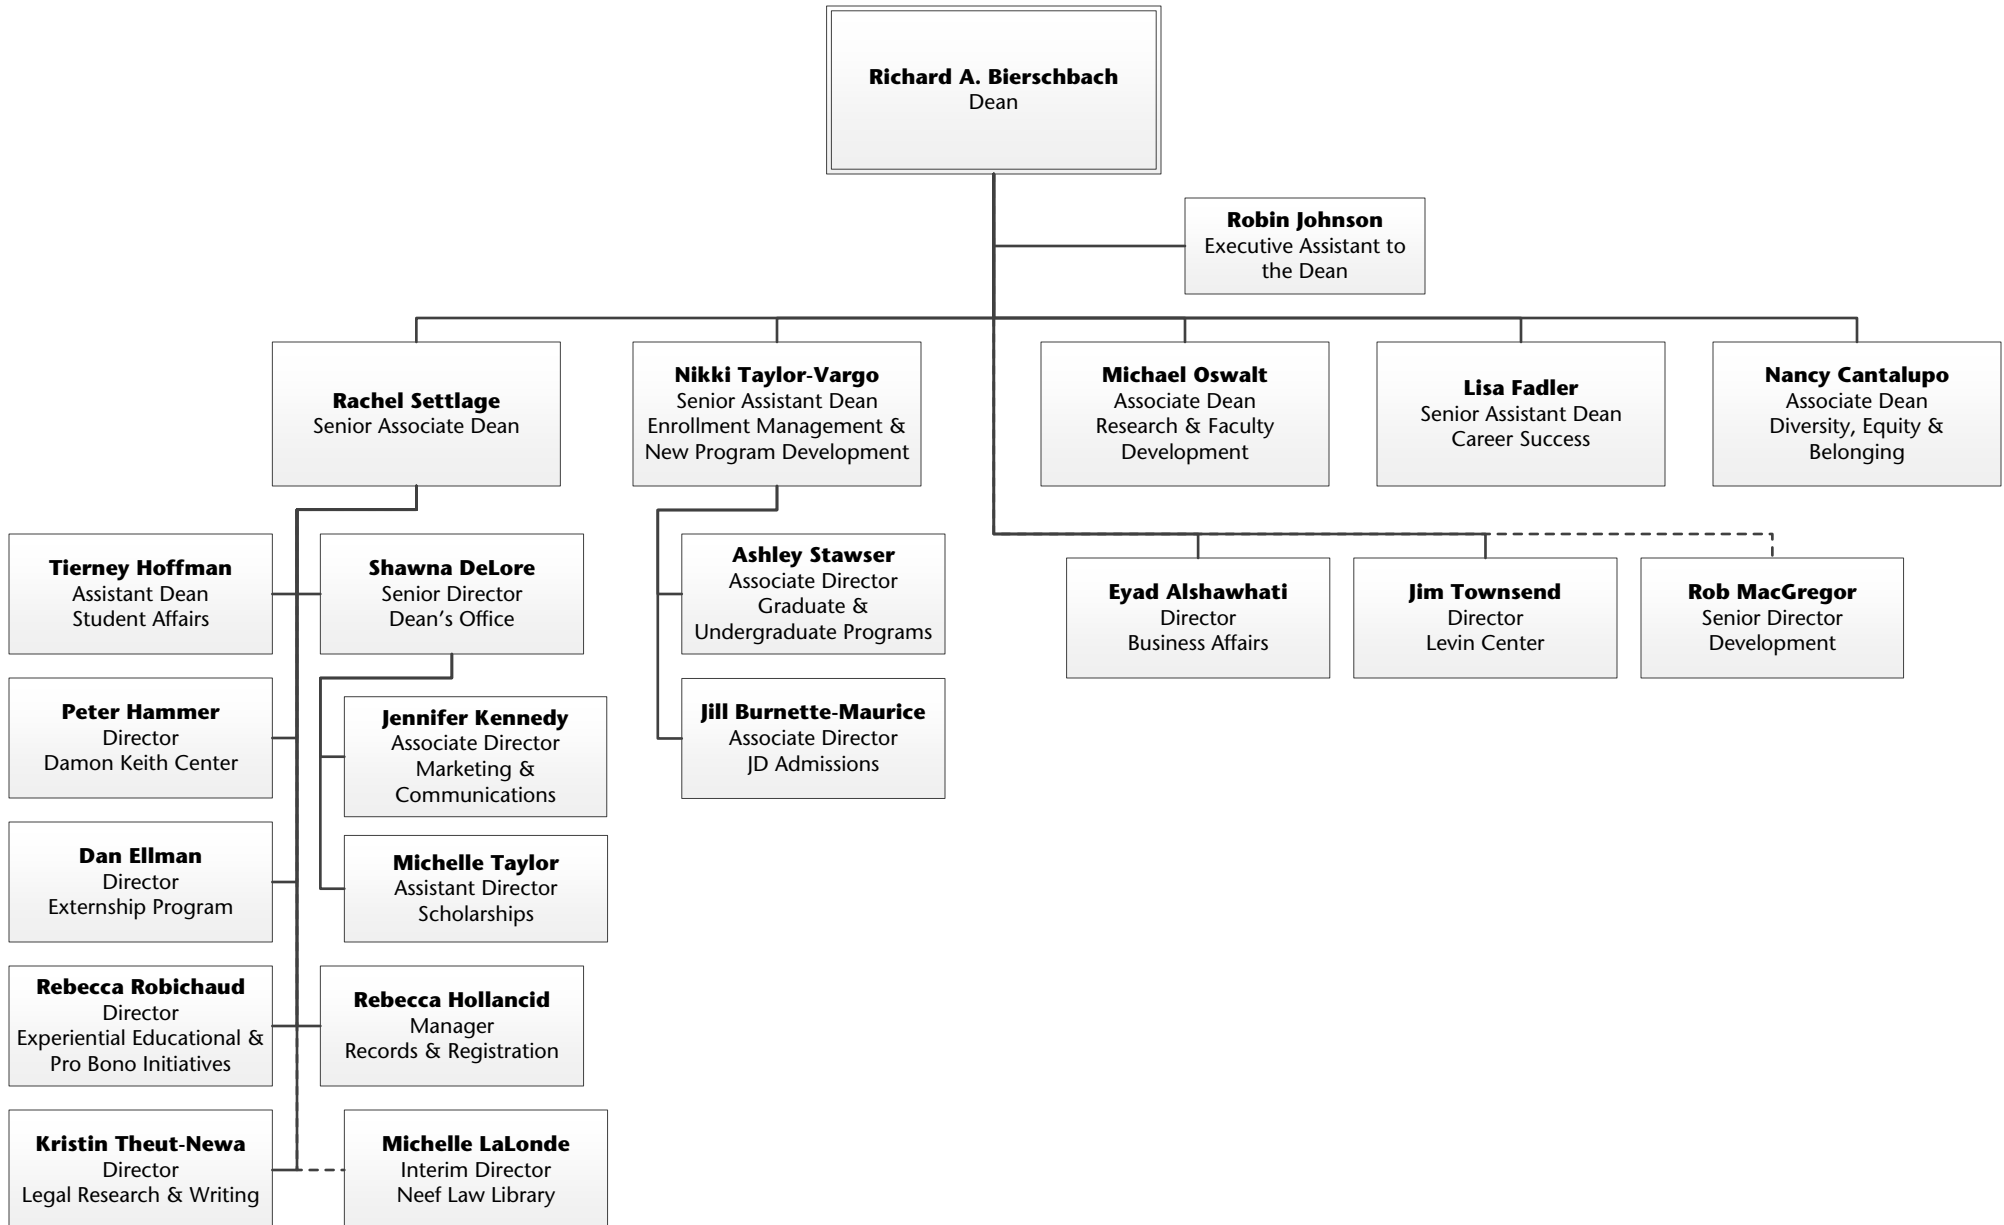 Richard A. Bierschbach
Dean
Robin Johnson
Executive Assistant to
the Dean
Rachel Settlage
Senior Associate Dean
Nikki Taylor-Vargo
Senior Assistant Dean
Enrollment Management &
New Program Development
Michael Oswalt
Associate Dean
Research & Faculty
Development
Lisa Fadler
Senior Assistant Dean
Career Success
Nancy Cantalupo
Associate Dean
Diversity, Equity &
Belonging
Tierney Hoffman
Assistant Dean
Student Affairs
Shawna DeLore
Senior Director
Dean’s Office
Ashley Stawser
Associate Director
Graduate &
Undergraduate Programs
Eyad Alshawhati
Director
Business Affairs
Jim Townsend
Director
Levin Center
Rob MacGregor
Senior Director
Development
Peter Hammer
Director
Damon Keith Center
Jennifer Kennedy
Associate Director
Marketing &
Communications
Jill Burnette-Maurice
Associate Director
JD Admissions
Dan Ellman
Director
Externship Program
Michelle Taylor
Assistant Director
Scholarships
Rebecca Robichaud
Director
Experiential Educational &
Pro Bono Initiatives
Rebecca Hollancid
Manager
Records & Registration
Kristin Theut-Newa
Director
Legal Research & Writing
Michelle LaLonde
Interim Director
Neef Law Library